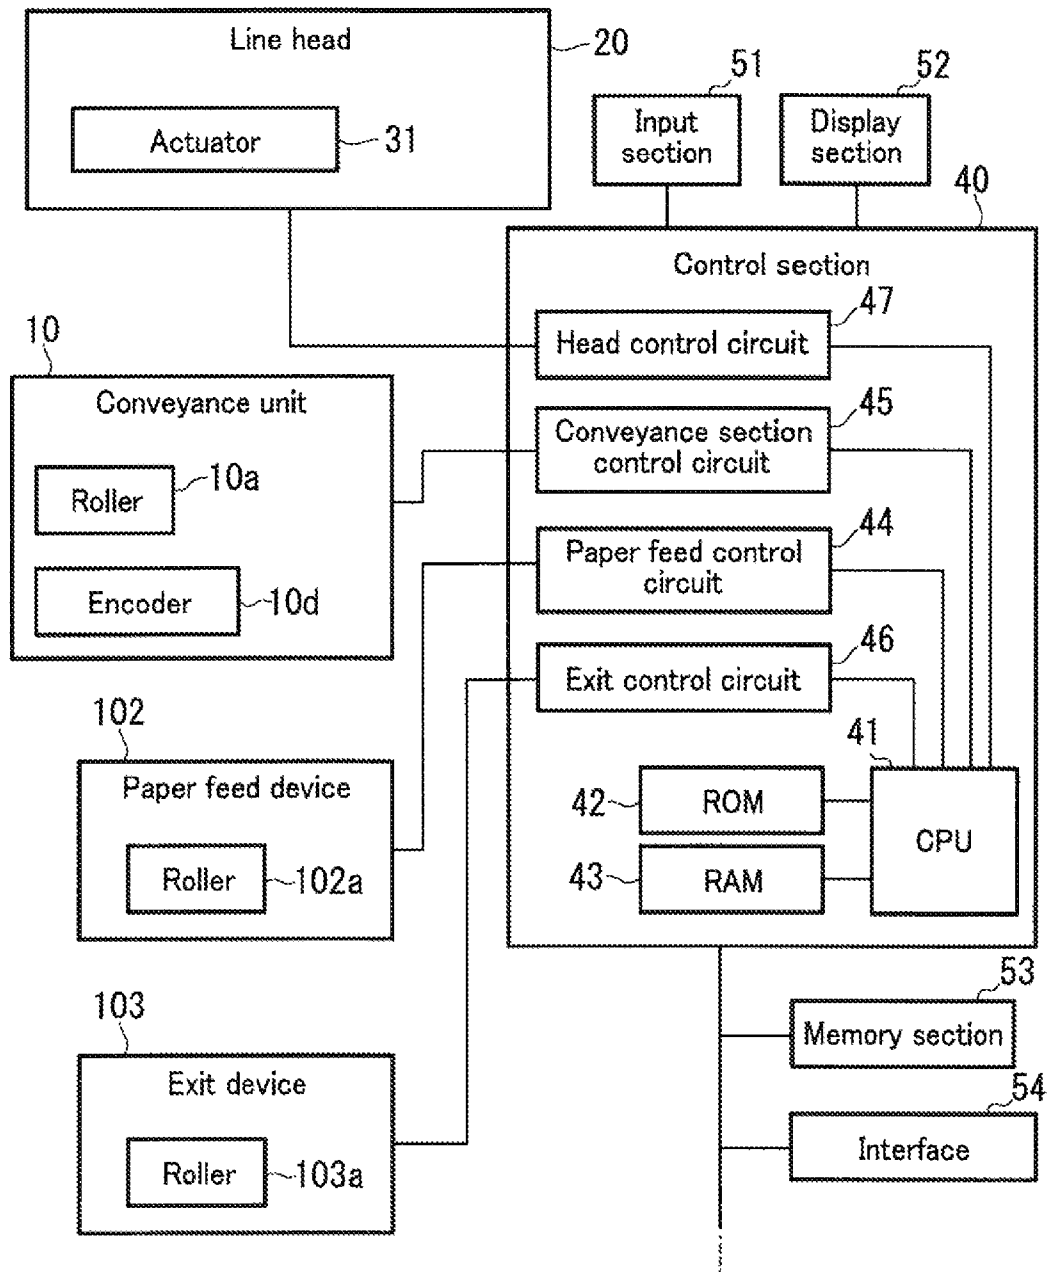 Line head
20
Actuator
31
51
Input
section
52
Display
section
40
Control section
47
Head control circuit
10
Conveyance unit
Roller
10a
Encoder
10d
45
Conveyance section
control circuit
44
Paper feed control
circuit
46
Exit control circuit
41
CPU
42
ROM
43
RAM
102
Paper feed device
Roller
102a
103
Exit device
Roller
103a
53
Memory section
54
Interface